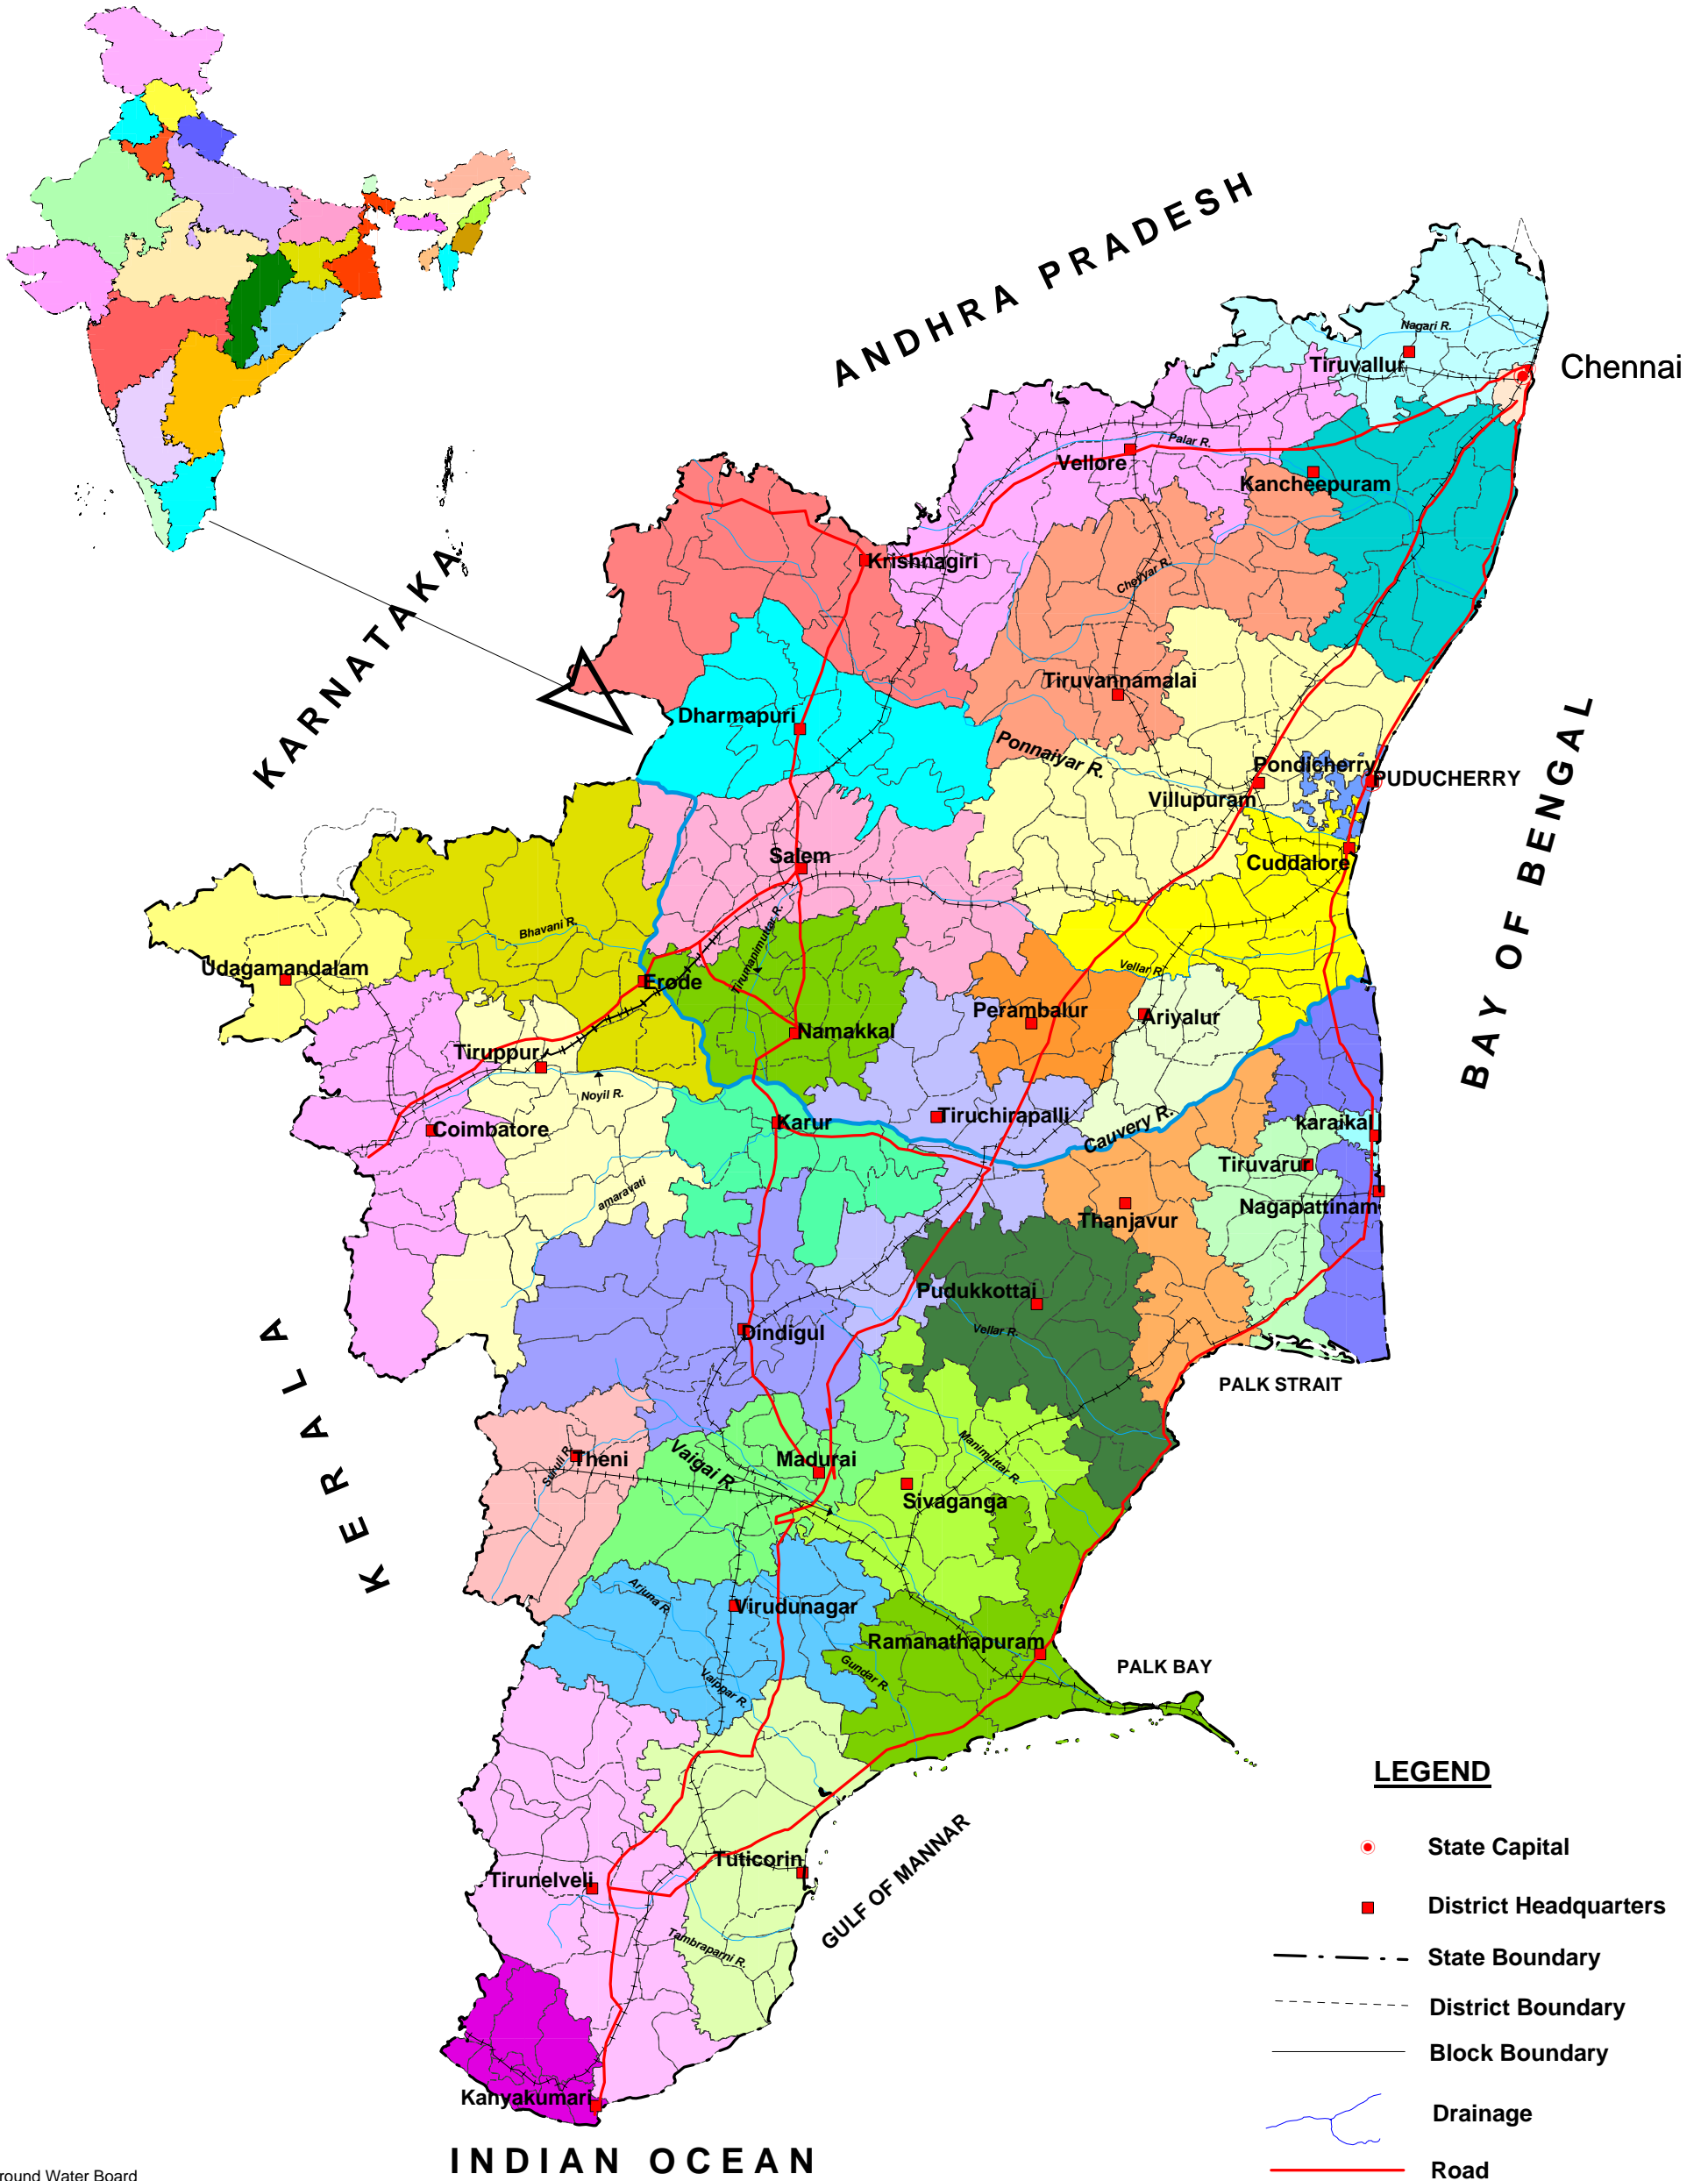 ANDHRA PRADESH
Nagari R.
Tiruvallur
Chennai
Palar R.
Vellore
Kancheepuram
Krishnagiri
Cheyyar R.
KARNATAKA
Tiruvannamalai
Dharmapuri
Ponnaiyar R.
Pondicherry
PUDUCHERRY
Villupuram
BAY OF BENGAL
Salem
Cuddalore
Bhavani R.
Tirumanimuttar R.
Udagamandalam
Vellar R.
Erode
Perambalur
Ariyalur
Namakkal
Tiruppur
Noyil R.
Karur
Tiruchirapalli
Cauvery R.
karaikal
Coimbatore
Tiruvarur
amaravati
Nagapattinam
Thanjavur
Pudukkottai
Vellar R.
Dindigul
KERALA
PALK STRAIT
Suruli R.
Theni
Vaigai R.
Madurai
Manimuttar R.
Sivaganga
Arjuna R.
Virudunagar
Ramanathapuram
Gundar R.
PALK BAY
Vaippar R.
LEGEND
GULF OF MANNAR
State Capital
Tuticorin
Tirunelveli
District Headquarters
Tambraparni R.
State Boundary
District Boundary
Block Boundary
Kanyakumari
Drainage
INDIAN OCEAN
Road
round Water Board